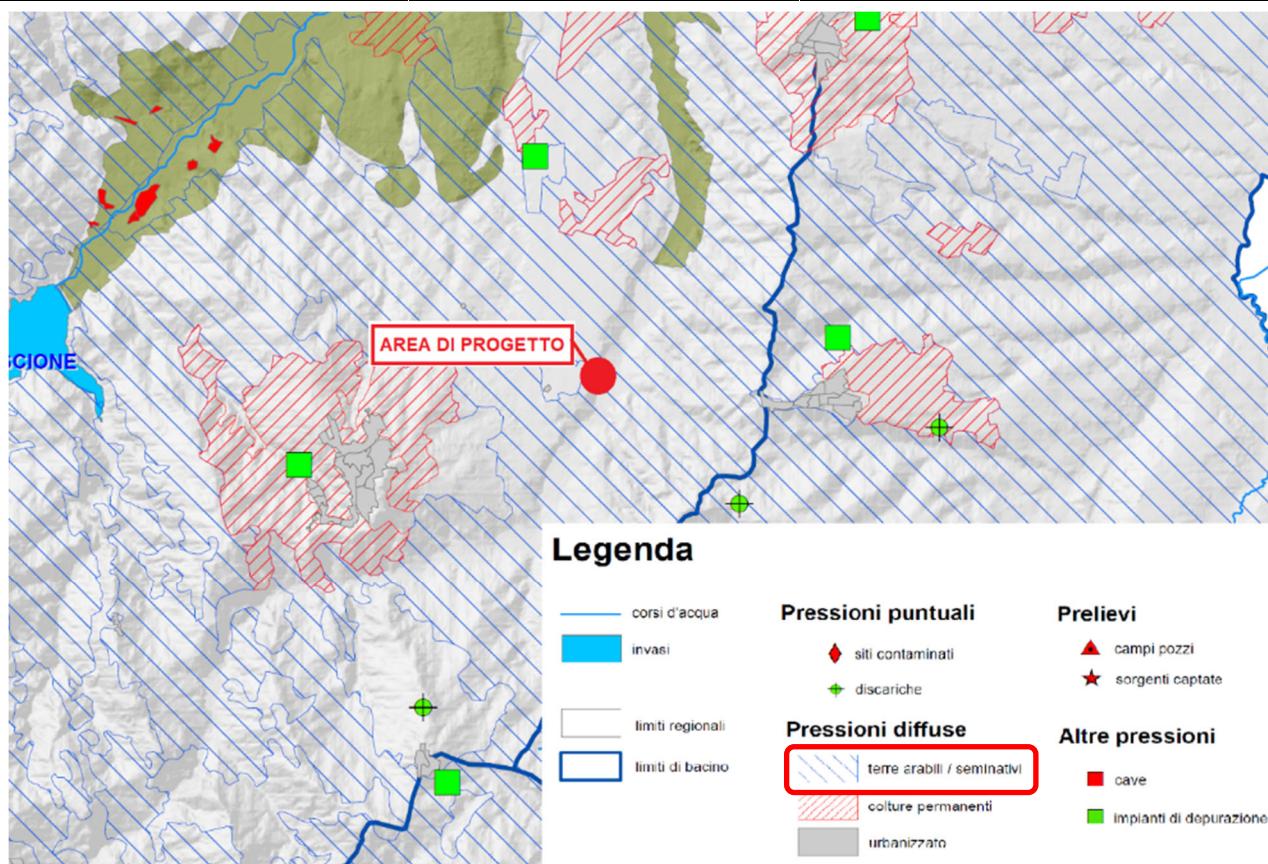 SCIONE
AREA DI PROGETTO
Legenda
corsi d'acqua
invasi
limiti regionali
limiti di bacino
Pressioni puntuali
siti contaminati
discariche
Pressioni diffuse
terre arabili / seminativi
colture permanenti
urbanizzato
Prelievi
campi pozzi
sorgenti captate
Altre pressioni
cave
impianti di depurazione